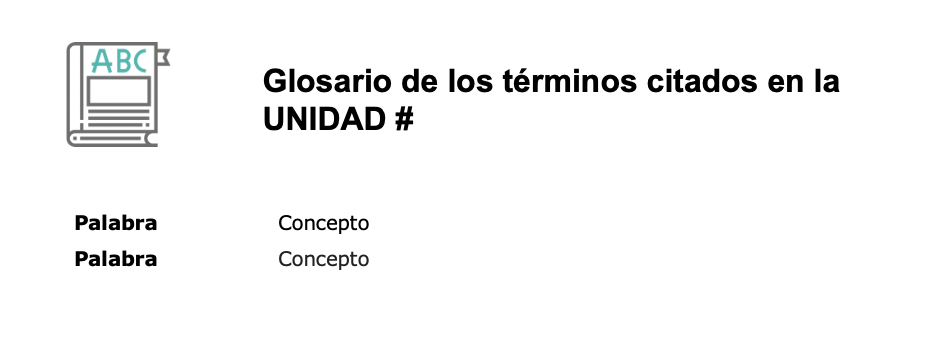 ABC
Glosario de los términos citados en la
UNIDAD #
Palabra Concepto
Palabra Concepto